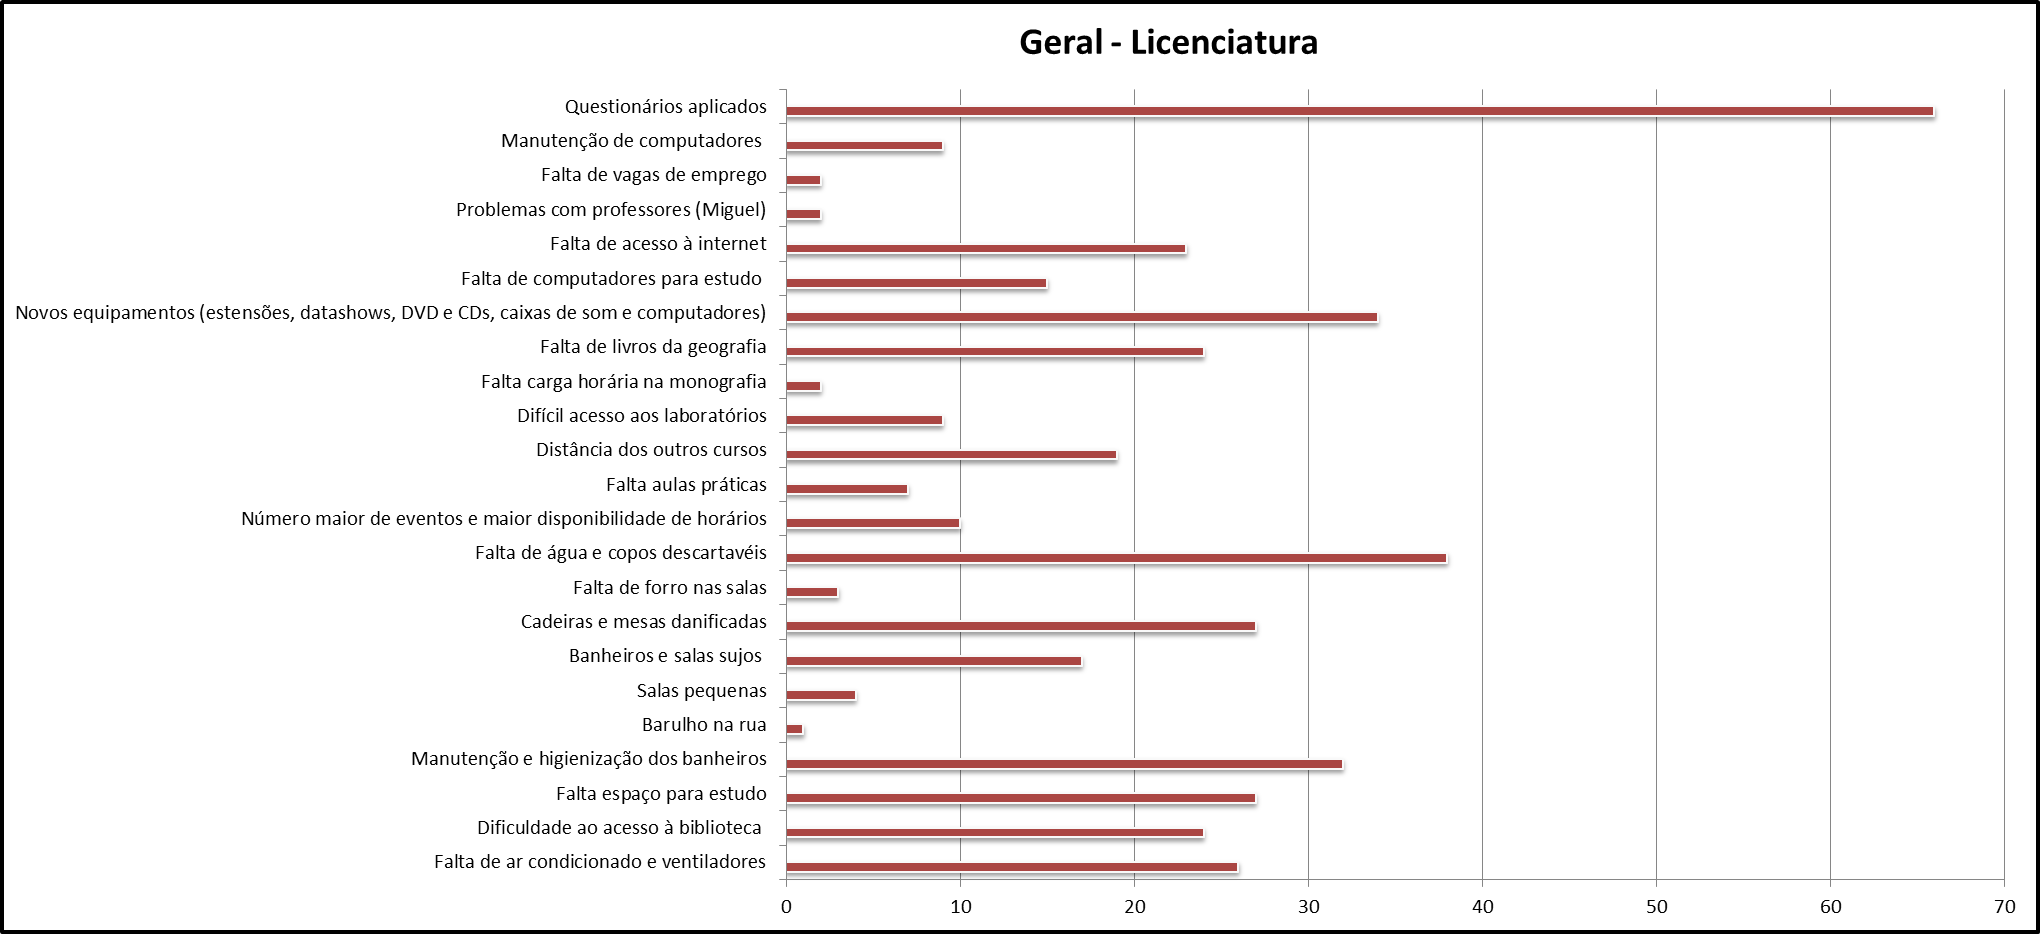 Geral - Licenciatura
Questionários aplicados
Manutenção de computadores
Falta de vagas de emprego
Problemas com professores (Miguel)
Falta de acesso à internet
Falta de computadores para estudo
Novos equipamentos (estensões, datashows, DVD e CDs, caixas de som e computadores)
Falta de livros da geografia
Falta carga horária na monografia
Difícil acesso aos laboratórios
Distância dos outros cursos
Falta aulas práticas
Número maior de eventos e maior disponibilidade de horários
Falta de água e copos descartavéis
Falta de forro nas salas
Cadeiras e mesas danificadas
Banheiros e salas sujos
Salas pequenas
Barulho na rua
Manutenção e higienização dos banheiros
Falta espaço para estudo
Dificuldade ao acesso à biblioteca
Falta de ar condicionado e ventiladores
0 10 20 30 40 50 60 70